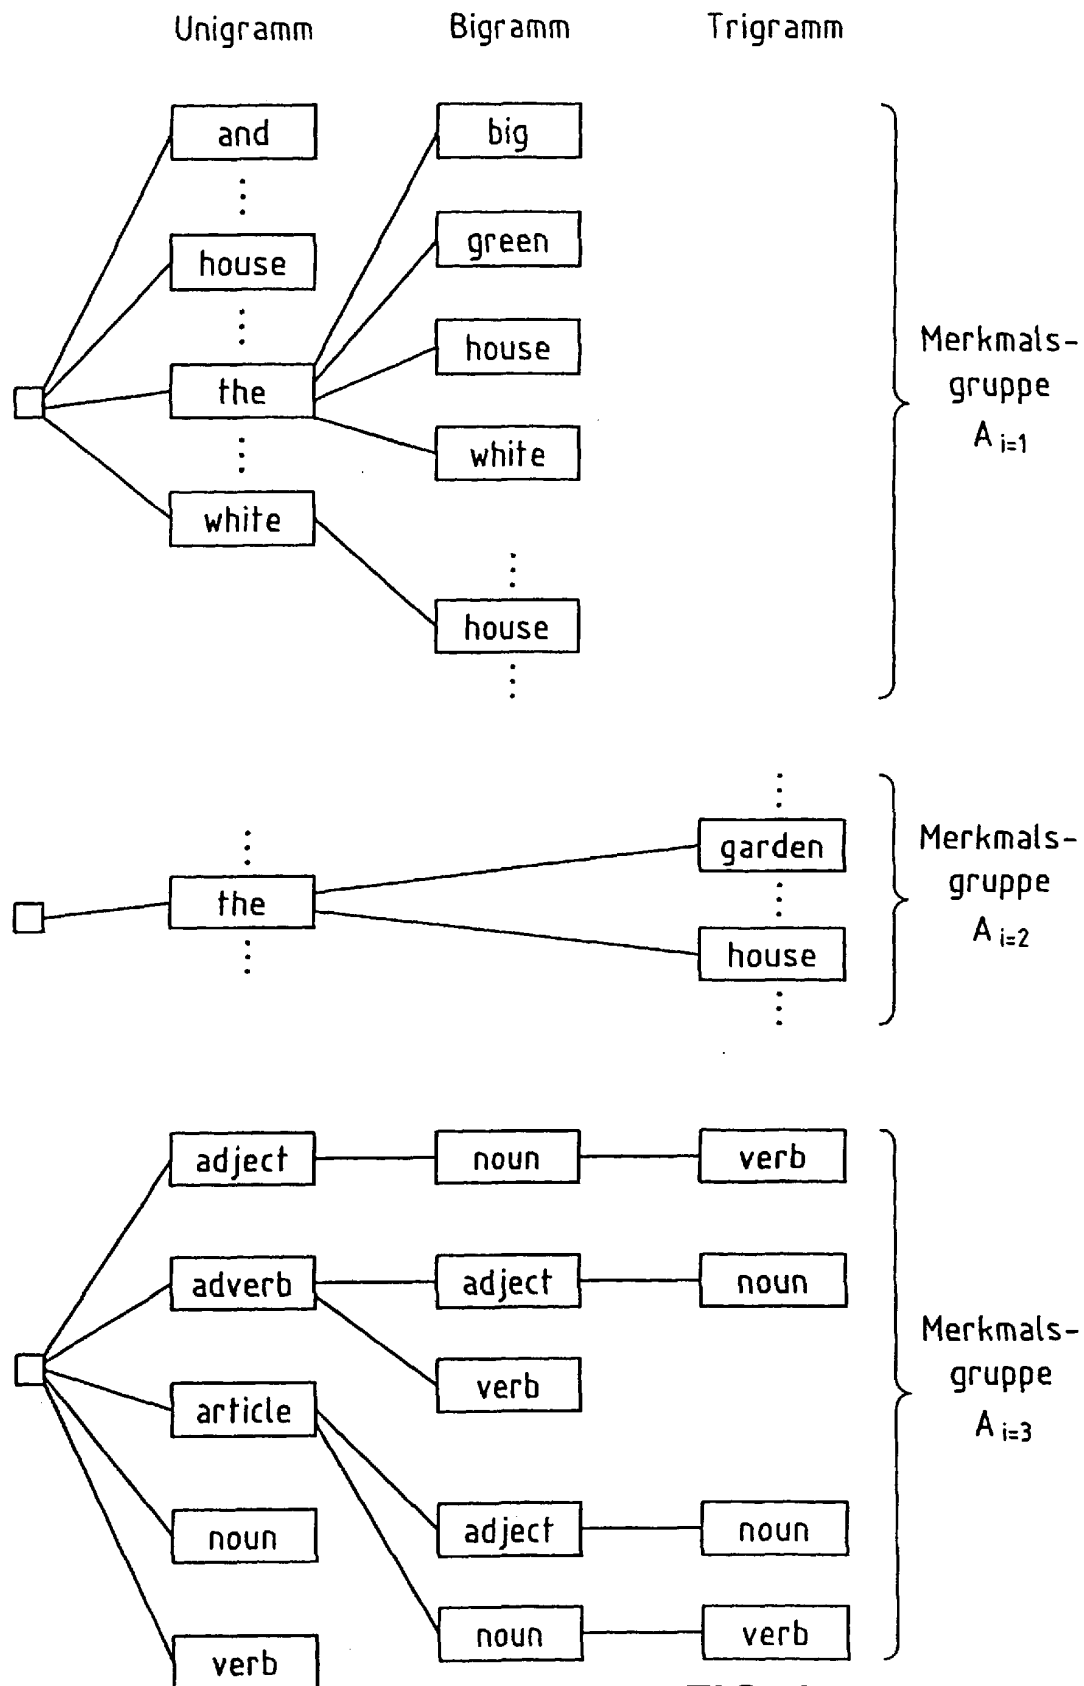 Unigramm Bigramm Trigramm
and big
green
house
house
the
white
white
house
Merkmals-
gruppe
A i=1
garden
the
house
Merkmals-
gruppe
A i=2
adject noun verb
adverb adject noun
verb
article
adject noun
noun
noun verb
verb
Merkmals-
gruppe
A i=3